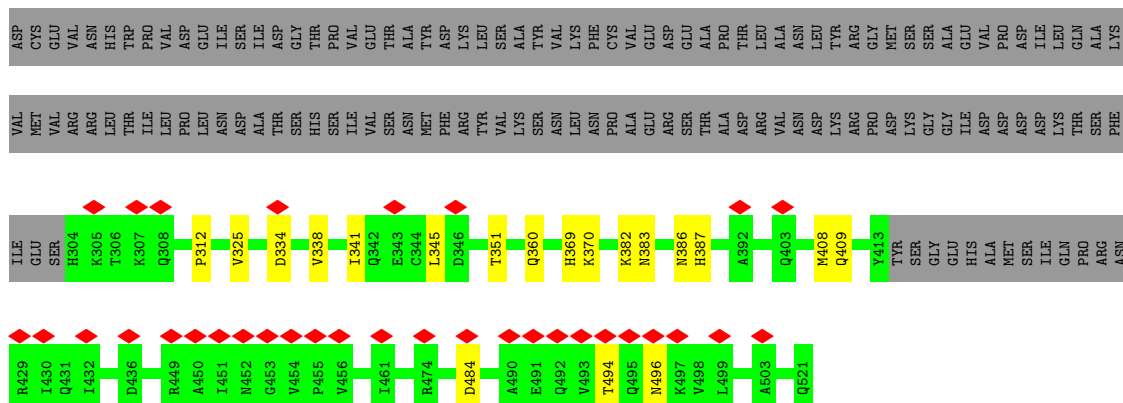 ASP CYS GLU VAL ASN HIS TRP PRO VAL ASP GLU ILE SER ILE ASP GLY THR PRO VAL GLU THR ALA TYR ASP LYS LEU SER ALA TYR VAL LYS PHE CYS VAL GLU ASP GLU ALA PRO THR LEU ALA ASN LEU TYR ARG GLY MET SER SER ALA GLU VAL PRO ASP ILE LEU GLN ALA LYS
VAL MET VAL ARG ARG LEU THR ILE LEU PRO LEU ASN ASP ALA THR SER HIS SER ILE VAL SER ASN MET PHE ARG TYR VAL LYS SER ASN LEU ASN PRO ALA GLU ARG SER THR ALA ASP ARG VAL ASN ASP LYS ARG PRO ASP LYS GLY GLY ILE ASP ASP ASP ASP LYS THR SER PHE
ILE GLU SER H304 K305 T306 K307 Q308 P312 V325 D334 V338 I341 Q342 E343 C344 L345 D346 T351 Q360 H369 K370 K382 N383 N386 H387 A392 Q403 M408 Q409 Y413 TYR SER GLY GLU HIS ALA MET SER ILE GLN PRO ARG ASN
R429 I430 Q431 I432 D436 R449 A450 I451 N452 G453 V454 P455 V456 I461 R474 D484 A490 E491 Q492 V493 T494 Q495 N496 K497 V498 L499 A503 Q521